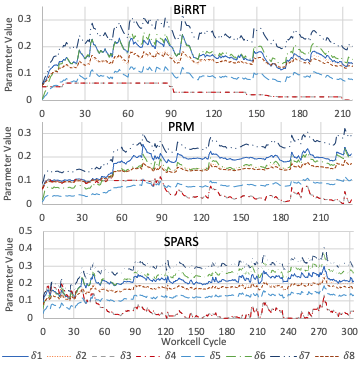 BiRRT
Parameter Value
0.3
0.2
0.1
0
0 30 60 90 120 150 180 210
PRM
Parameter Value
0.3
0.2
0.1
0
0 30 60 90 120 150 180 210
SPARS
Parameter Value
0.5
0.4
0.3
0.2
0.1
0
0 30 60 90 120 150 180 210 240 270 300
Workcell Cycle
δ1 δ2 δ3 δ4 δ5 δ6 δ7 δ8